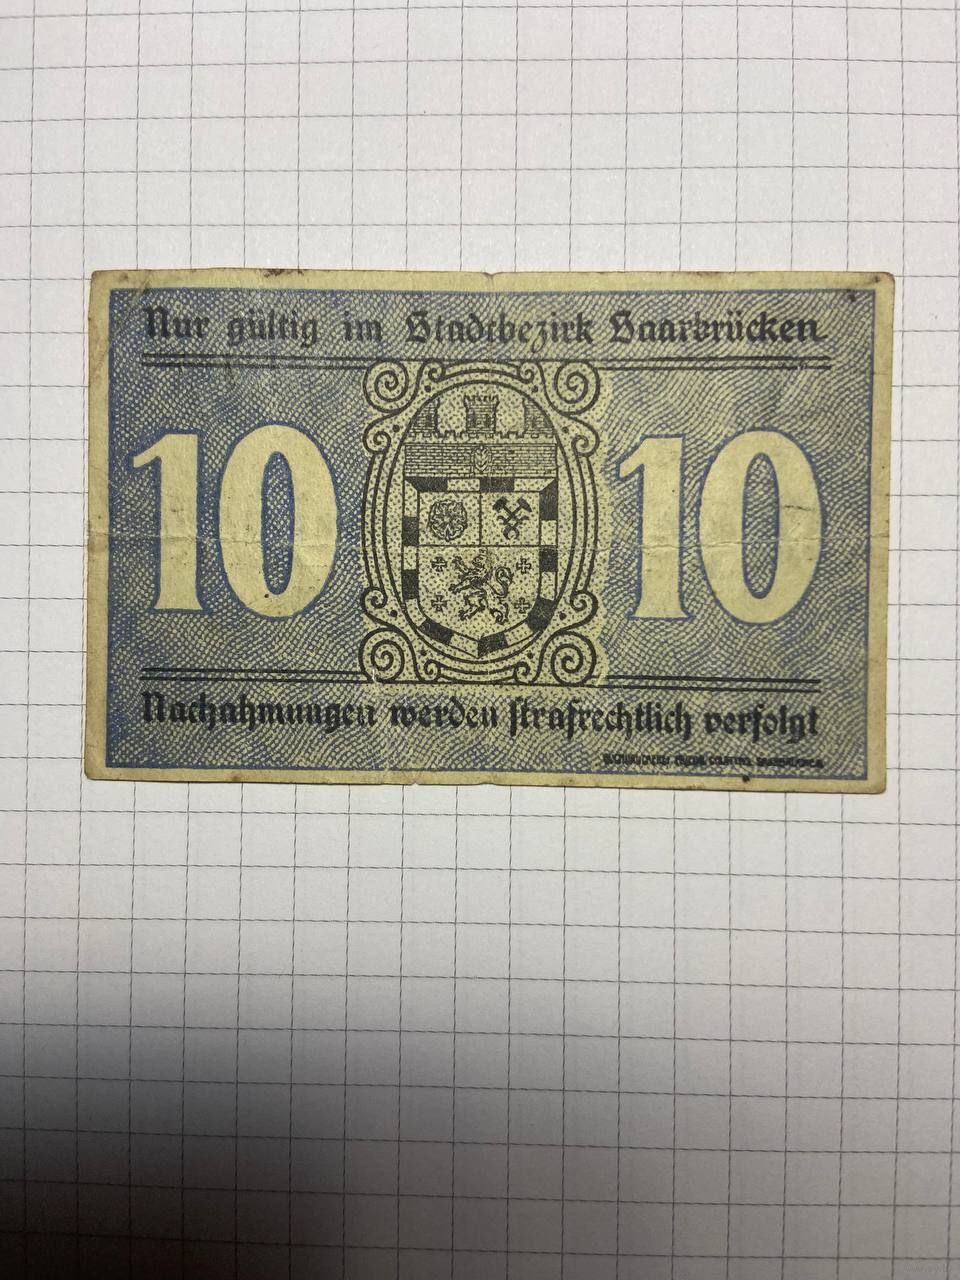 Nur gültig im Stadtbezirk Saarbrücken
10 10
Nachahmungen werden strafrechtlich verfolgt